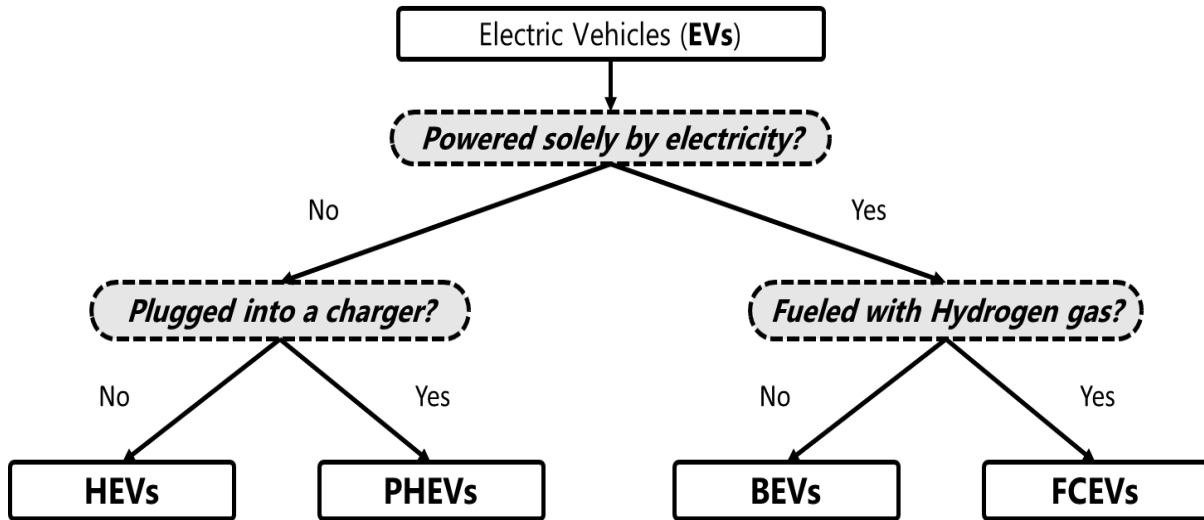 Electric Vehicles (EVs)
Powered solely by electricity?
No
Yes
Plugged into a charger?
Fueled with Hydrogen gas?
No
Yes
No
Yes
HEVs
PHEVs
BEVs
FCEVs